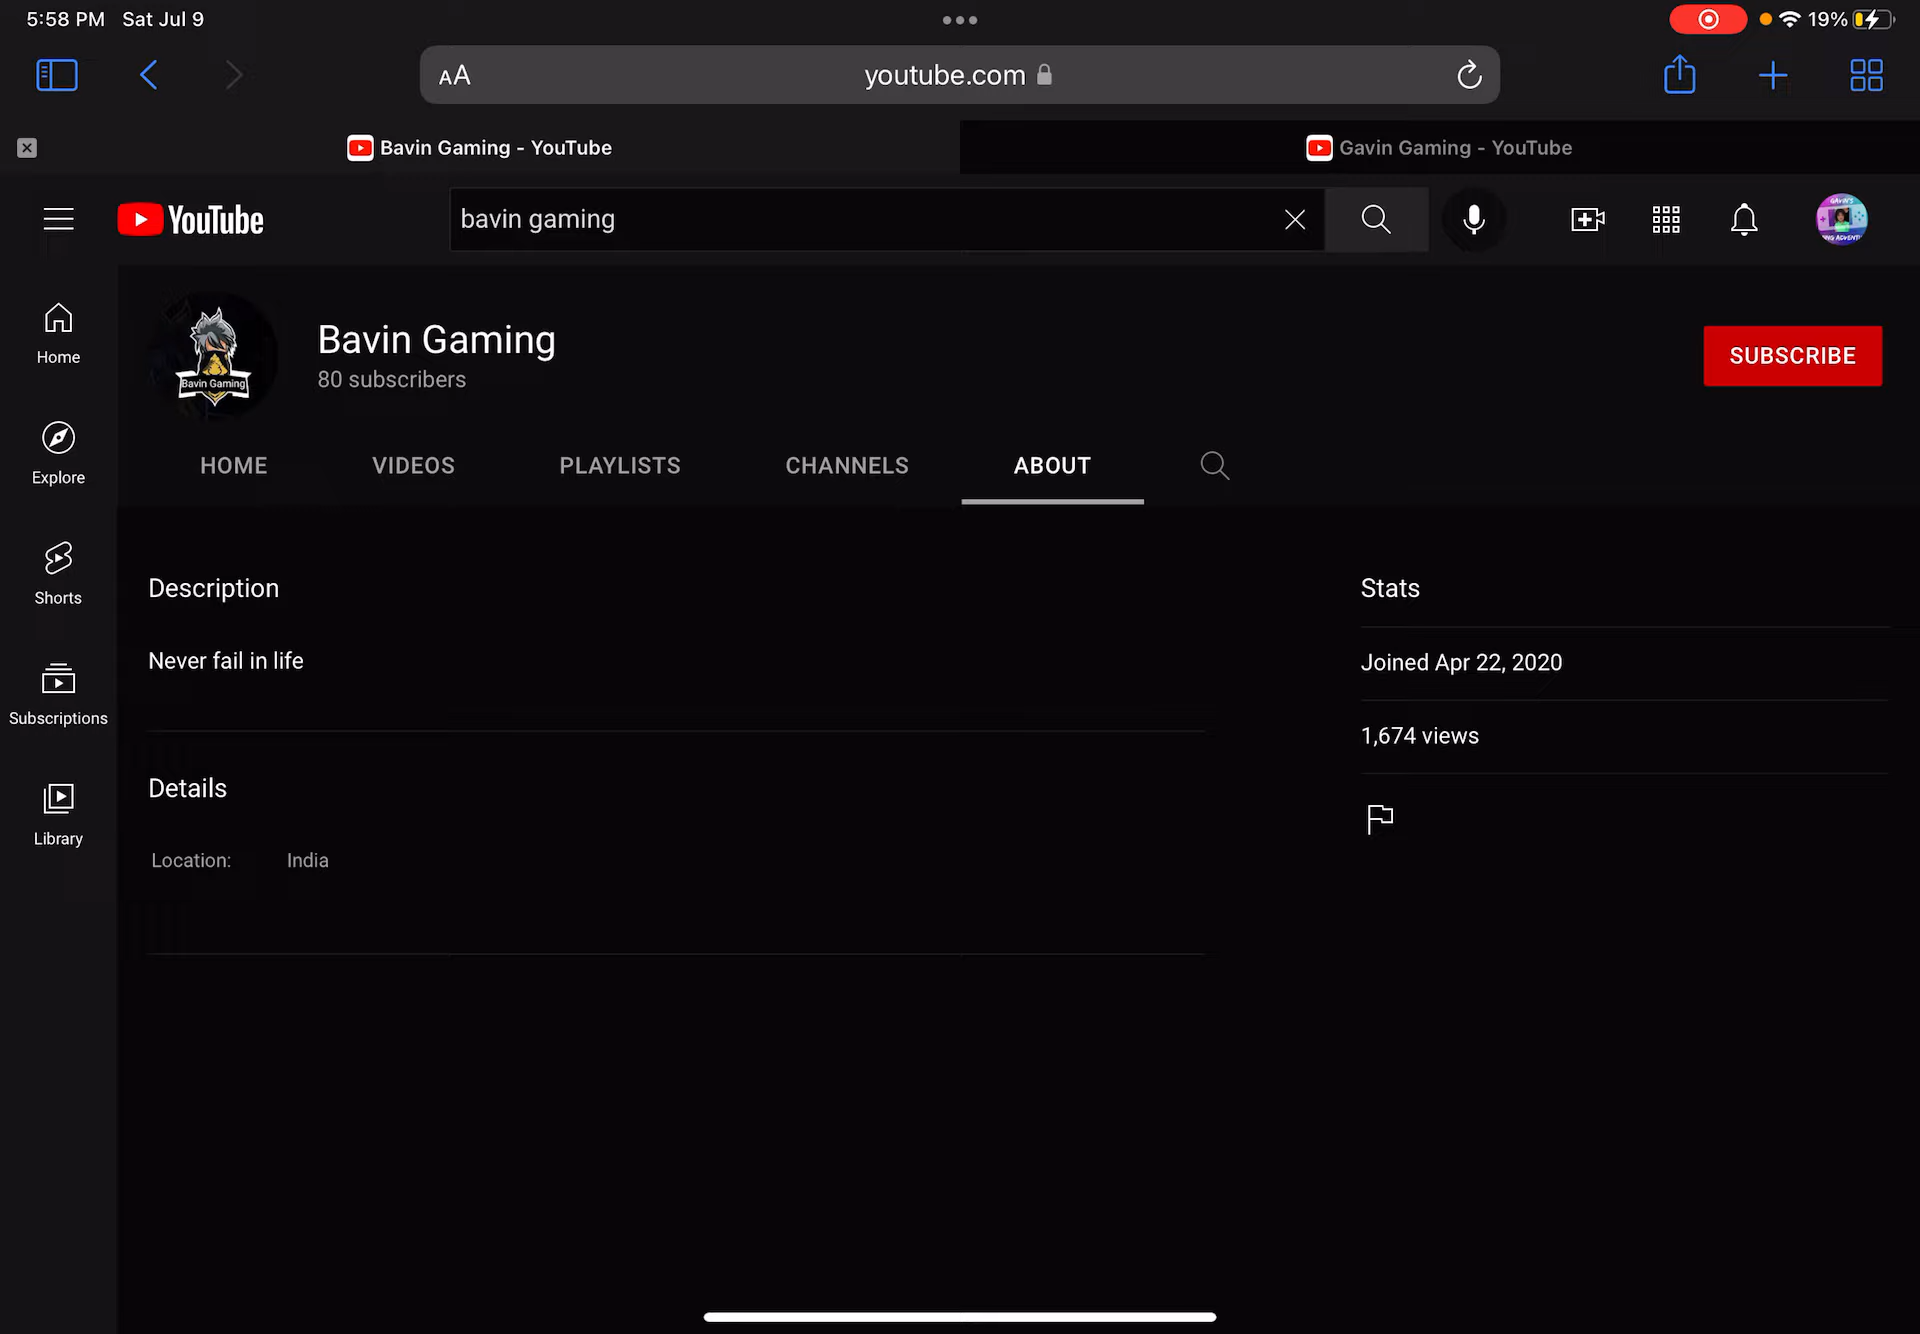 5:58 PM Sat Jul 9
19%
AA youtube.com
Bavin Gaming - YouTube
Gavin Gaming - YouTube
YouTube
bavin gaming
Home
Explore
Shorts
Subscriptions
Library
Bavin Gaming
Bavin Gaming
80 subscribers
SUBSCRIBE
HOME VIDEOS PLAYLISTS CHANNELS ABOUT
Description
Never fail in life
Details
Location: India
Stats
Joined Apr 22, 2020
1,674 views